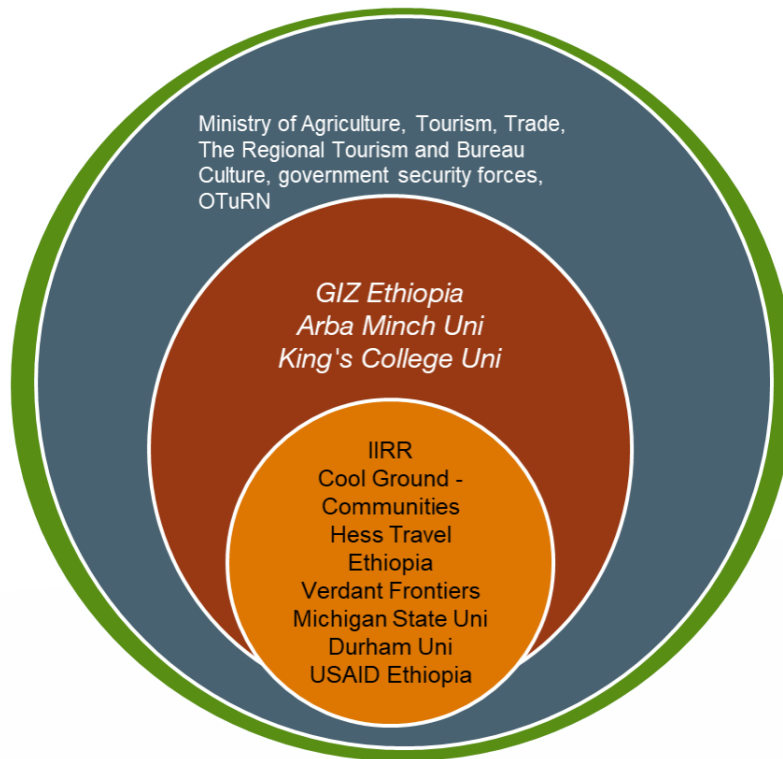 Ministry of Agriculture, Tourism, Trade,
The Regional Tourism and Bureau
Culture, government security forces,
OTuRN
GIZ Ethiopia
Arba Minch Uni
King's College Uni
IIRR
Cool Ground -
Communities
Hess Travel
Ethiopia
Verdant Frontiers
Michigan State Uni
Durham Uni
USAID Ethiopia